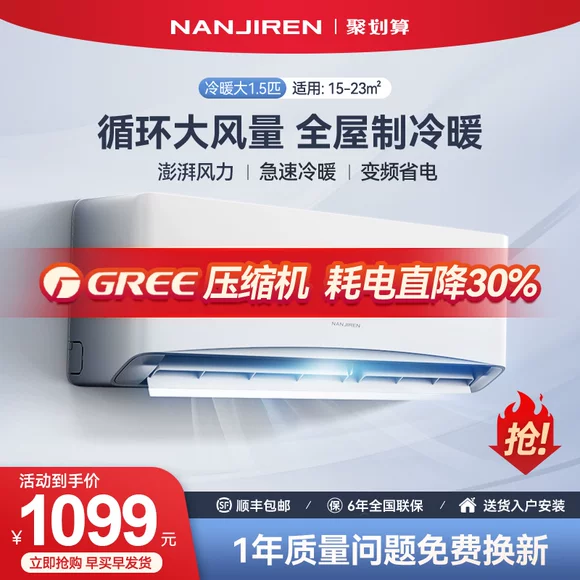 NANJIREN | 聚划算
冷暖大1.5匹 适用: 15-23㎡
循环大风量 全屋制冷暖
澎湃风力 | 急速冷暖 | 变频省电
GREE 压缩机 耗电直降30%
NANJIREN
抢!
活动到手价
¥1099元
立即抢购 早买早发货
SF 顺丰包邮 保 6年全国联保 送货入户安装
1年质量问题免费换新